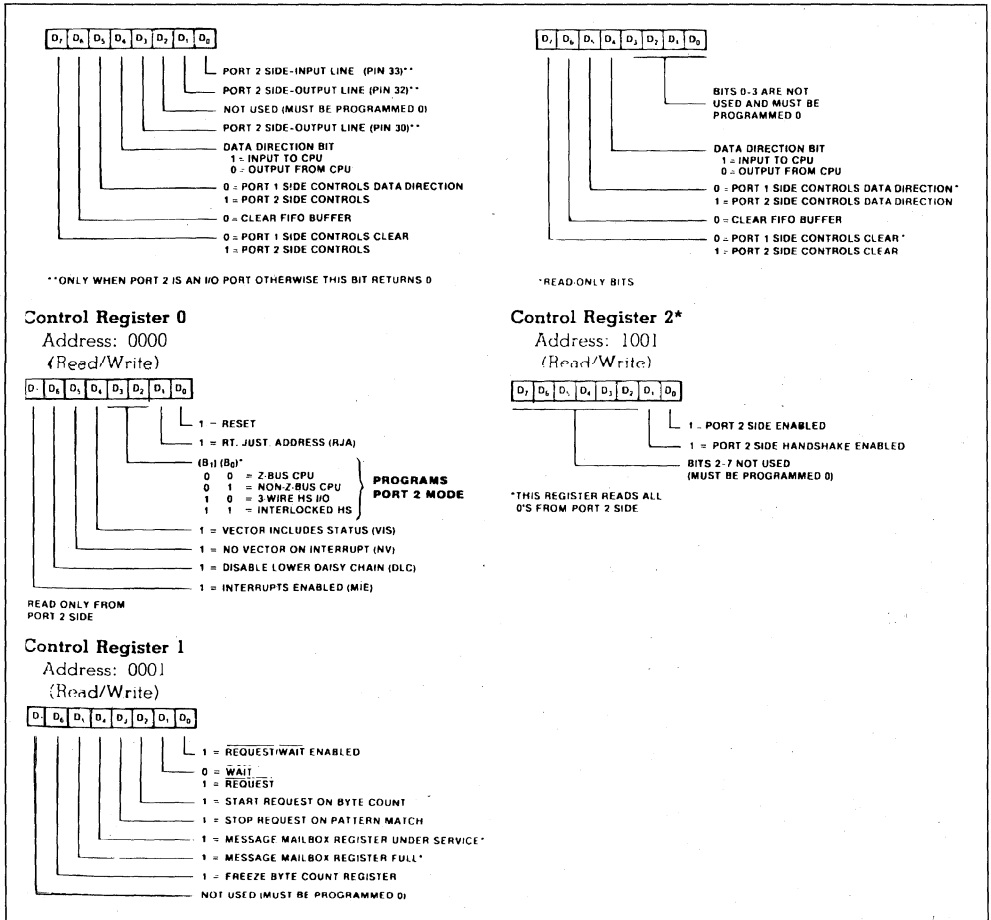 D7 D6 D5 D4 D3 D2 D1 D0
PORT 2 SIDE-INPUT LINE (PIN 33)**
PORT 2 SIDE-OUTPUT LINE (PIN 32)**
NOT USED (MUST BE PROGRAMMED 0)
PORT 2 SIDE-OUTPUT LINE (PIN 30)**
DATA DIRECTION BIT
1 = INPUT TO CPU
0 = OUTPUT FROM CPU
0 = PORT 1 SIDE CONTROLS DATA DIRECTION
1 = PORT 2 SIDE CONTROLS
0 = CLEAR FIFO BUFFER
0 = PORT 1 SIDE CONTROLS CLEAR
1 = PORT 2 SIDE CONTROLS
**ONLY WHEN PORT 2 IS AN I/O PORT OTHERWISE THIS BIT RETURNS 0
D7 D6 D5 D4 D3 D2 D1 D0
BITS 0-3 ARE NOT
USED AND MUST BE
PROGRAMMED 0
DATA DIRECTION BIT
1 = INPUT TO CPU
0 = OUTPUT FROM CPU
0 = PORT 1 SIDE CONTROLS DATA DIRECTION*
1 = PORT 2 SIDE CONTROLS DATA DIRECTION
0 = CLEAR FIFO BUFFER
0 = PORT 1 SIDE CONTROLS CLEAR*
1 = PORT 2 SIDE CONTROLS CLEAR
*READ-ONLY BITS
Control Register 0
Address: 0000
(Read/Write)
D7 D6 D5 D4 D3 D2 D1 D0
1 = RESET
1 = RT. JUST. ADDRESS (RJA)
(B1) (B0)*
0 0 = Z-BUS CPU
0 1 = NON-Z-BUS CPU
1 0 = 3-WIRE HS I/O
1 1 = INTERLOCKED HS
PROGRAMS
PORT 2 MODE
1 = VECTOR INCLUDES STATUS (VIS)
1 = NO VECTOR ON INTERRUPT (NV)
1 = DISABLE LOWER DAISY CHAIN (DLC)
1 = INTERRUPTS ENABLED (MIE)
READ ONLY FROM
PORT 2 SIDE
Control Register 2*
Address: 1001
(Read/Write)
D7 D6 D5 D4 D3 D2 D1 D0
1 = PORT 2 SIDE ENABLED
1 = PORT 2 SIDE HANDSHAKE ENABLED
BITS 2-7 NOT USED
(MUST BE PROGRAMMED 0)
*THIS REGISTER READS ALL
0'S FROM PORT 2 SIDE
Control Register 1
Address: 0001
(Read/Write)
D7 D6 D5 D4 D3 D2 D1 D0
1 = REQUEST/WAIT ENABLED
0 = WAIT
1 = REQUEST
1 = START REQUEST ON BYTE COUNT
1 = STOP REQUEST ON PATTERN MATCH
1 = MESSAGE MAILBOX REGISTER UNDER SERVICE*
1 = MESSAGE MAILBOX REGISTER FULL*
1 = FREEZE BYTE COUNT REGISTER
NOT USED (MUST BE PROGRAMMED 0)